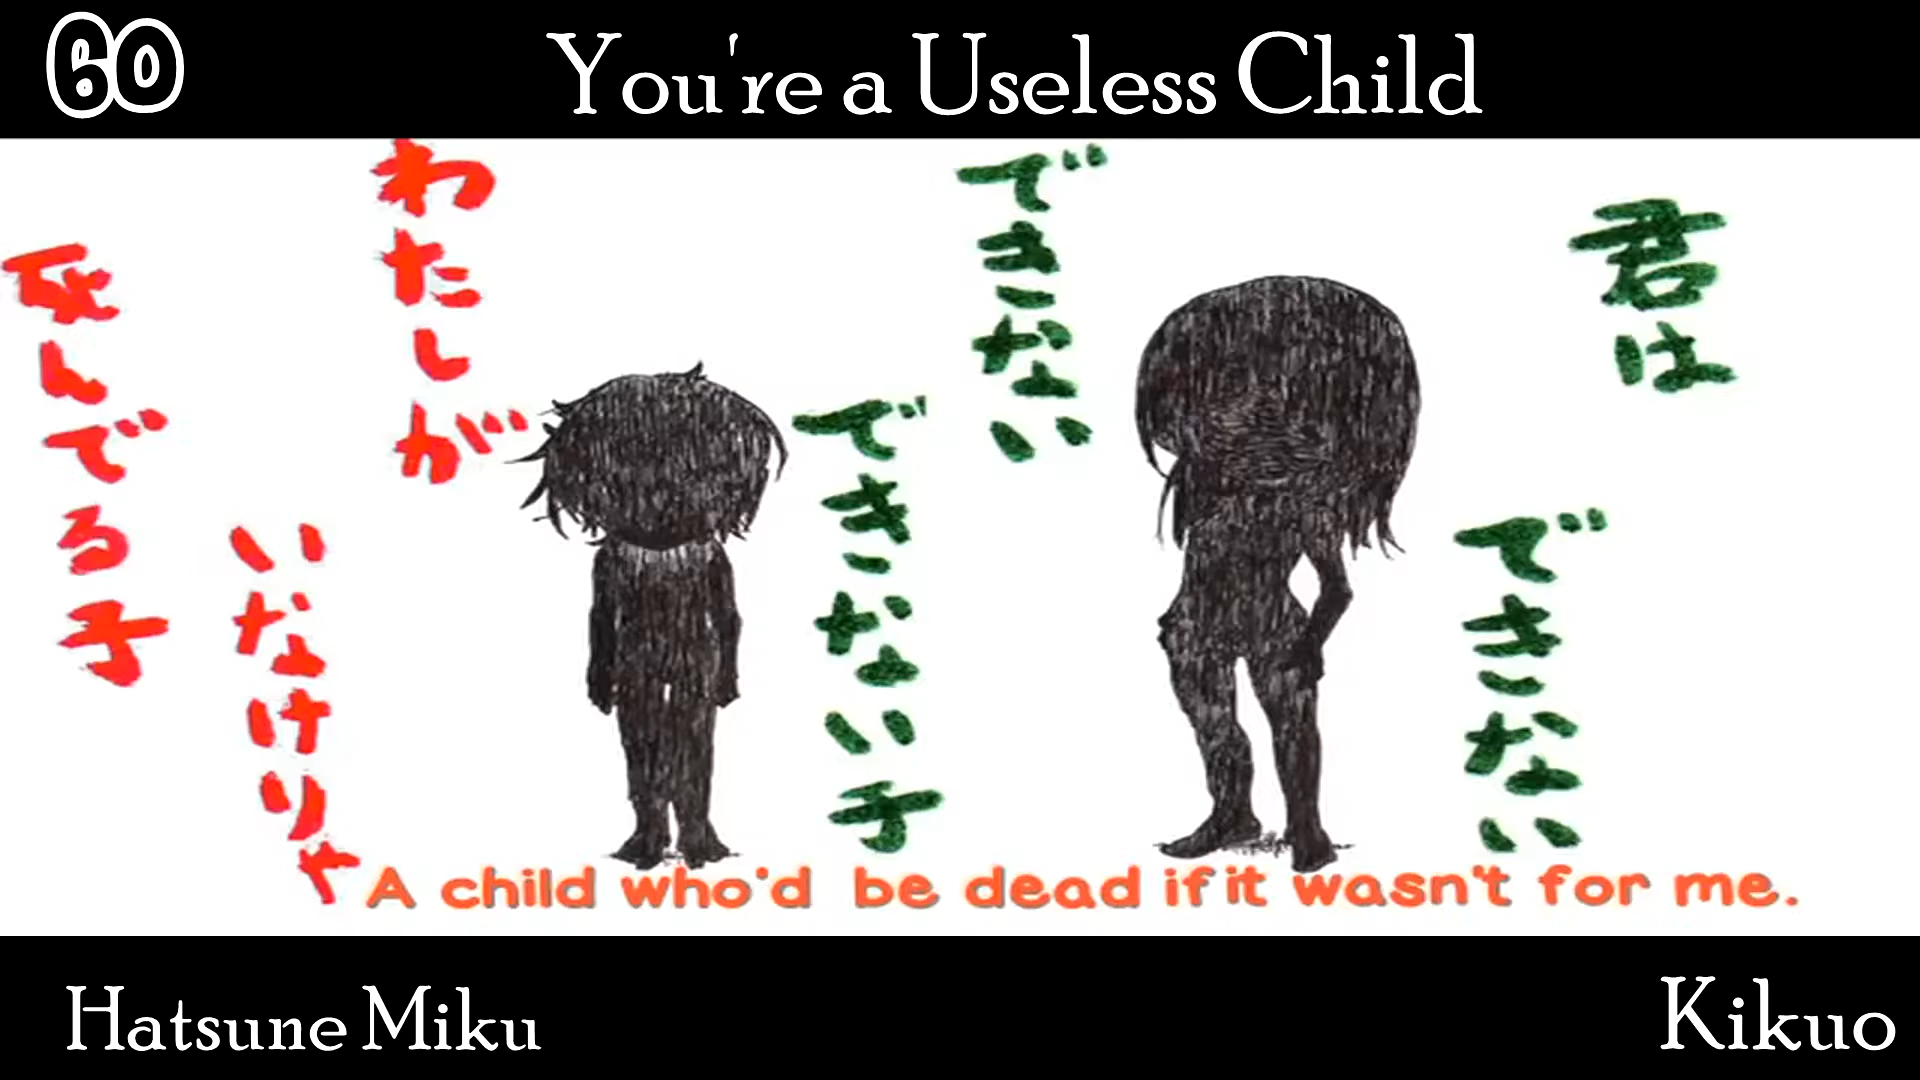 60
You're a Useless Child
君は
できない
できない
できない子
わたしが
いなけりゃ
死んでる子
A child who'd be dead if it wasn't for me.
Hatsune Miku
Kikuo